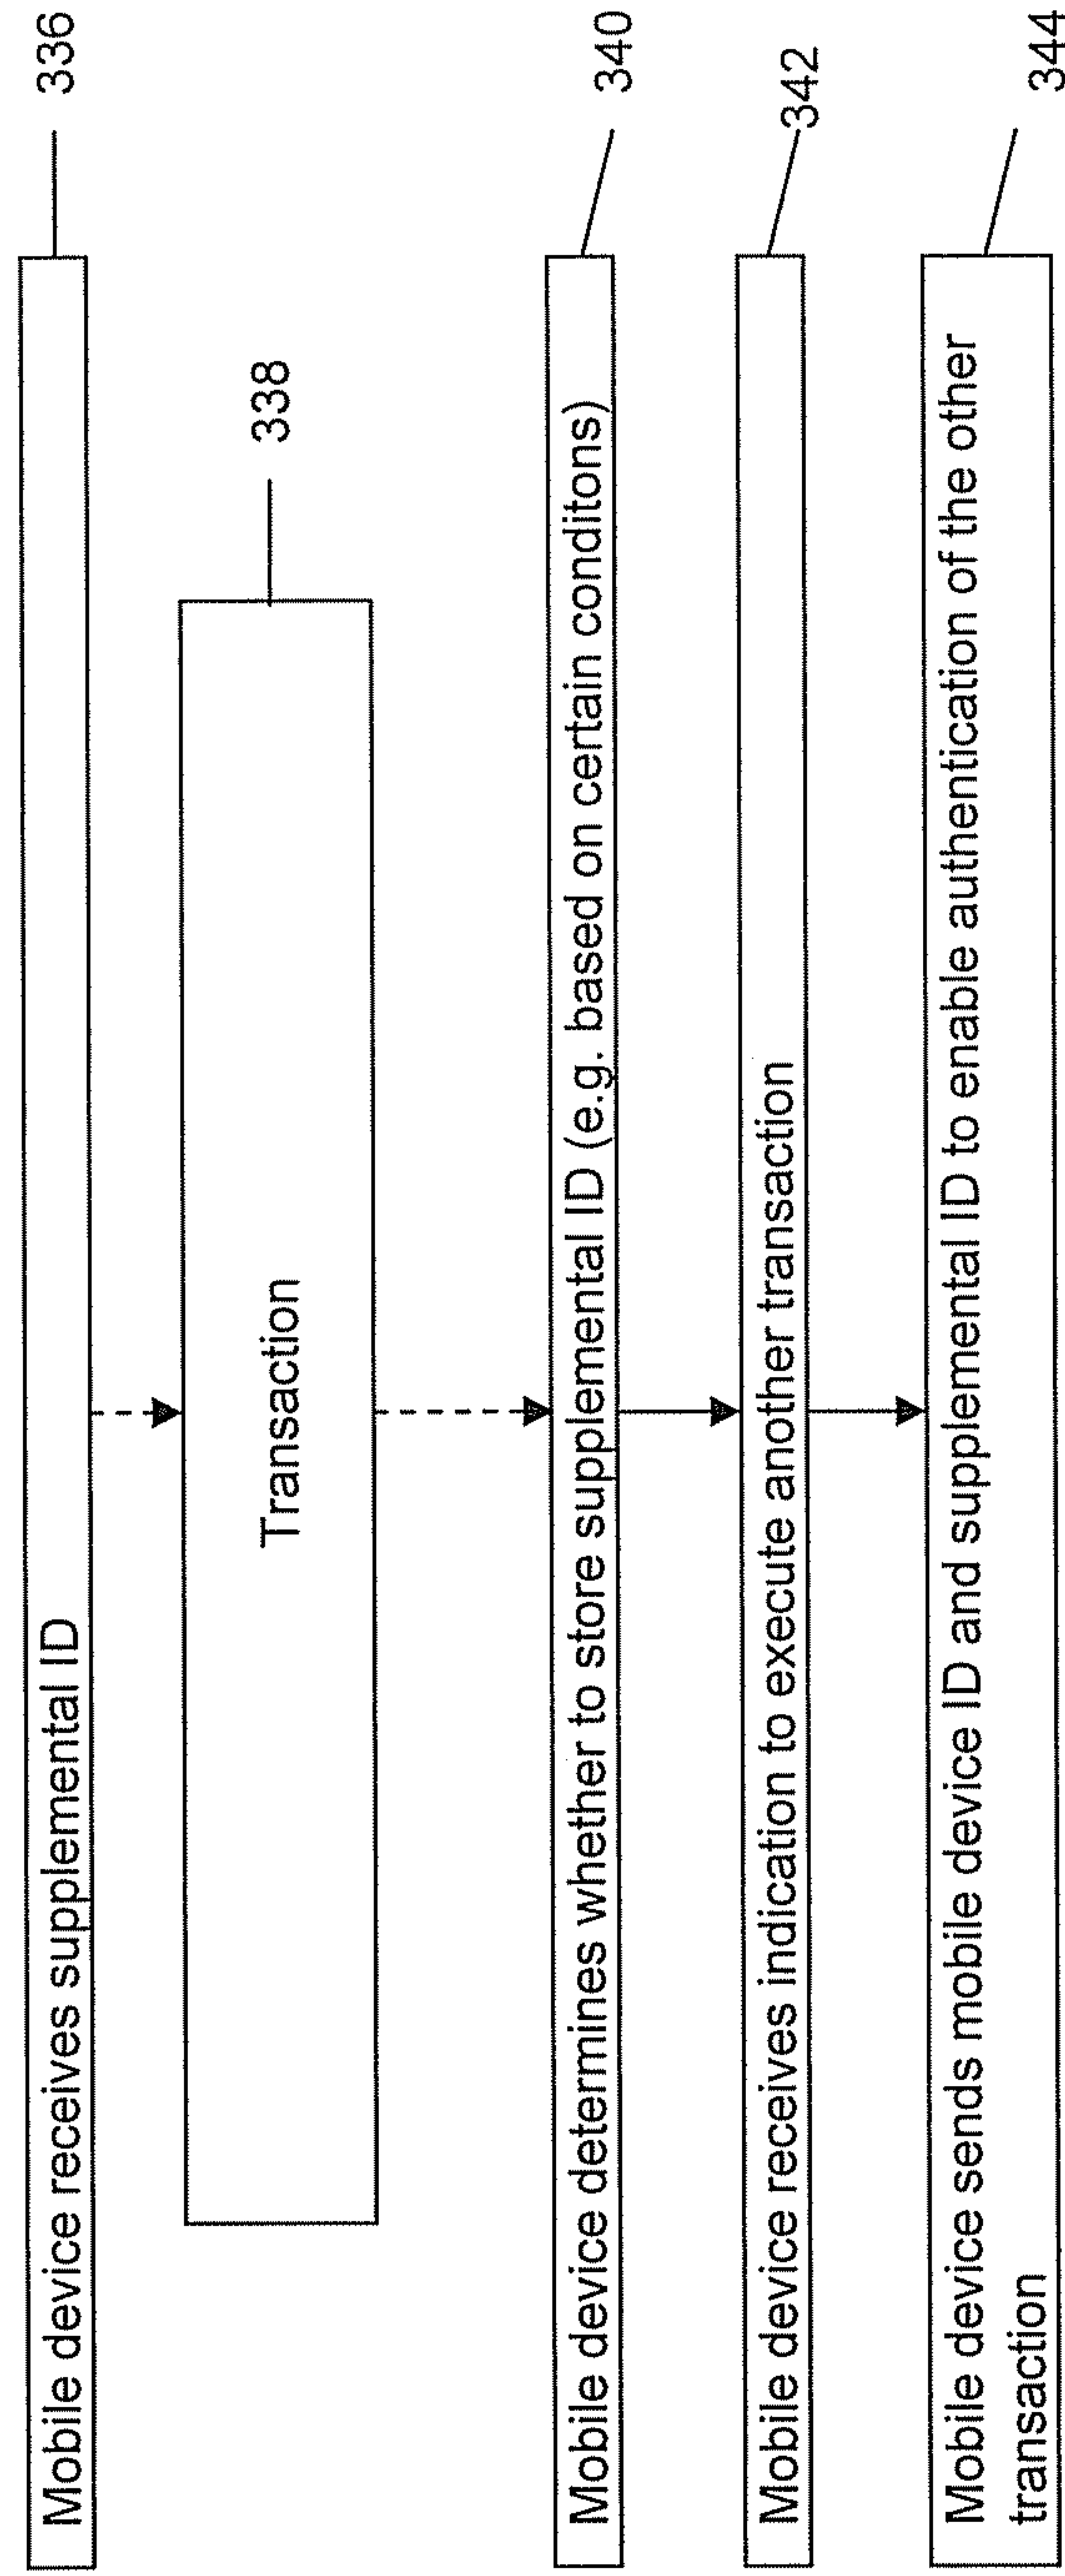 Mobile device receives supplemental ID
336
Transaction
338
Mobile device determines whether to store supplemental ID (e.g. based on certain conditons)
340
Mobile device receives indication to execute another transaction
342
Mobile device sends mobile device ID and supplemental ID to enable authentication of the other
transaction
344